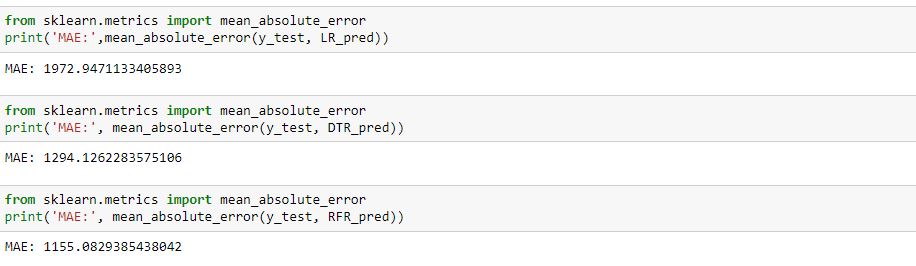 from sklearn.metrics import mean_absolute_error
print('MAE:',mean_absolute_error(y_test, LR_pred))
MAE: 1972.9471133405893
from sklearn.metrics import mean_absolute_error
print('MAE:', mean_absolute_error(y_test, DTR_pred))
MAE: 1294.1262283575106
from sklearn.metrics import mean_absolute_error
print('MAE:', mean_absolute_error(y_test, RFR_pred))
MAE: 1155.0829385438042